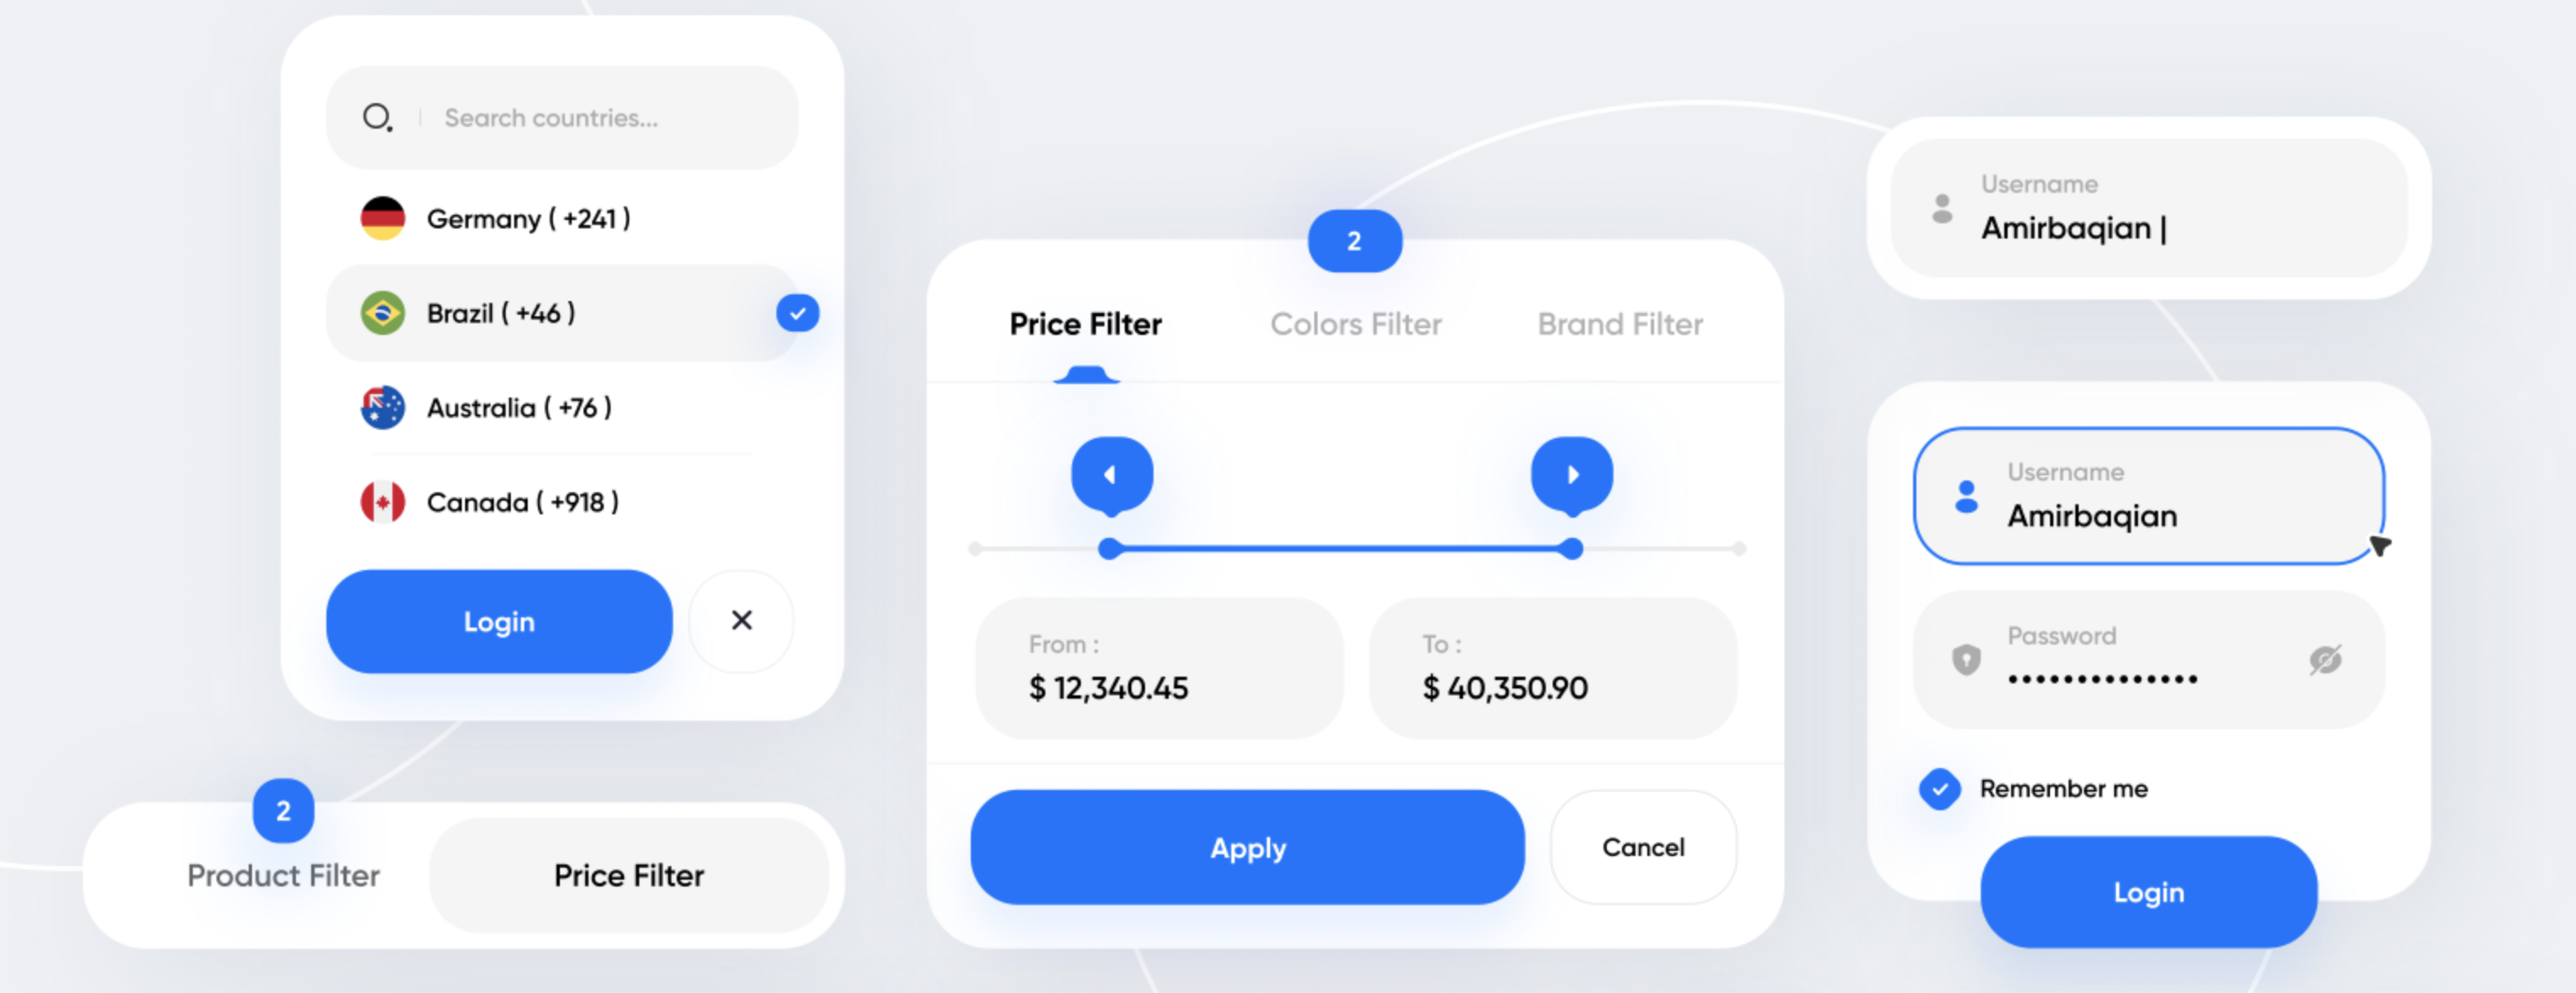 Search countries...
Germany ( +241 )
Brazil ( +46 )
Australia ( +76 )
Canada ( +918 )
Login
2
Product Filter
Price Filter
2
Price Filter
Colors Filter
Brand Filter
From :
$ 12,340.45
To :
$ 40,350.90
Apply
Cancel
Username
Amirbaqian |
Username
Amirbaqian
Password
••••••••••••••
Remember me
Login